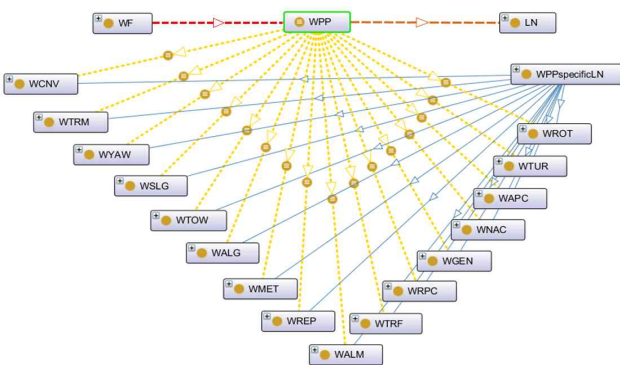 WF
WPP
LN
WCNV
WPPspecificLN
WTRM
WROT
WYAW
WTUR
WSLG
WAPC
WTOW
WNAC
WALG
WGEN
WMET
WRPC
WREP
WTRF
WALM